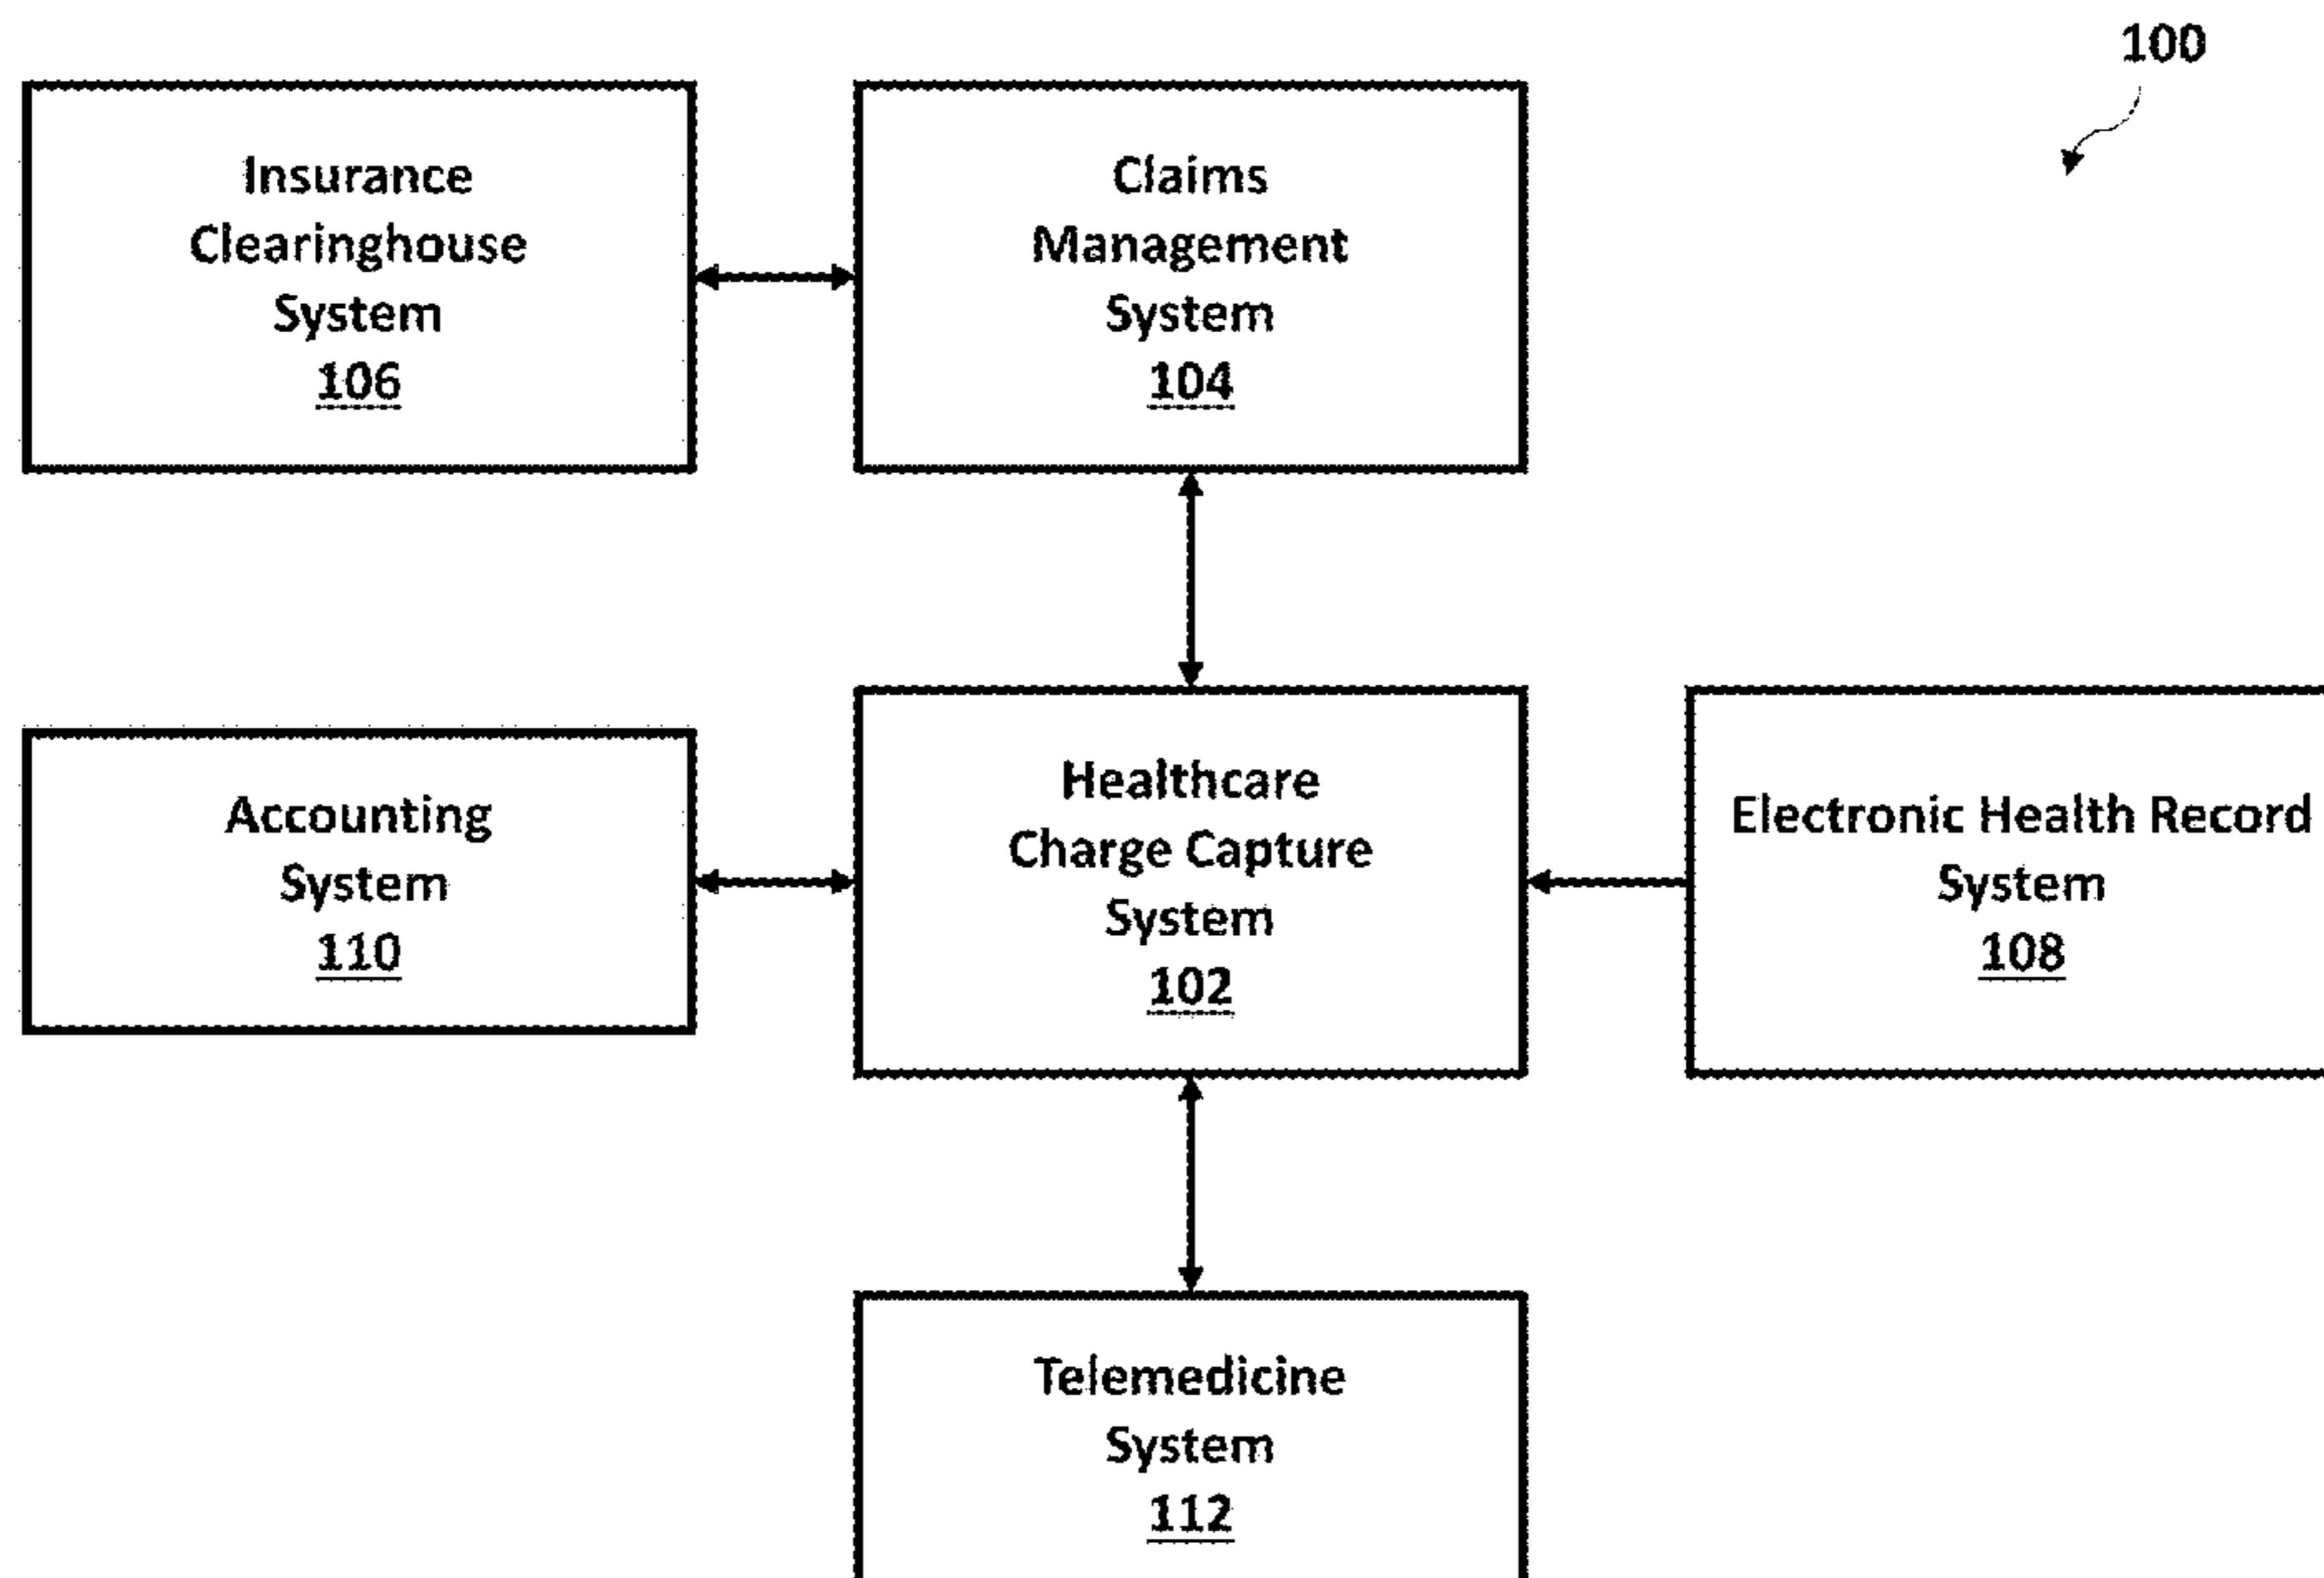 100
Insurance
Clearinghouse
System
106
Claims
Management
System
104
Accounting
System
110
Healthcare
Charge Capture
System
102
Electronic Health Record
System
108
Telemedicine
System
112